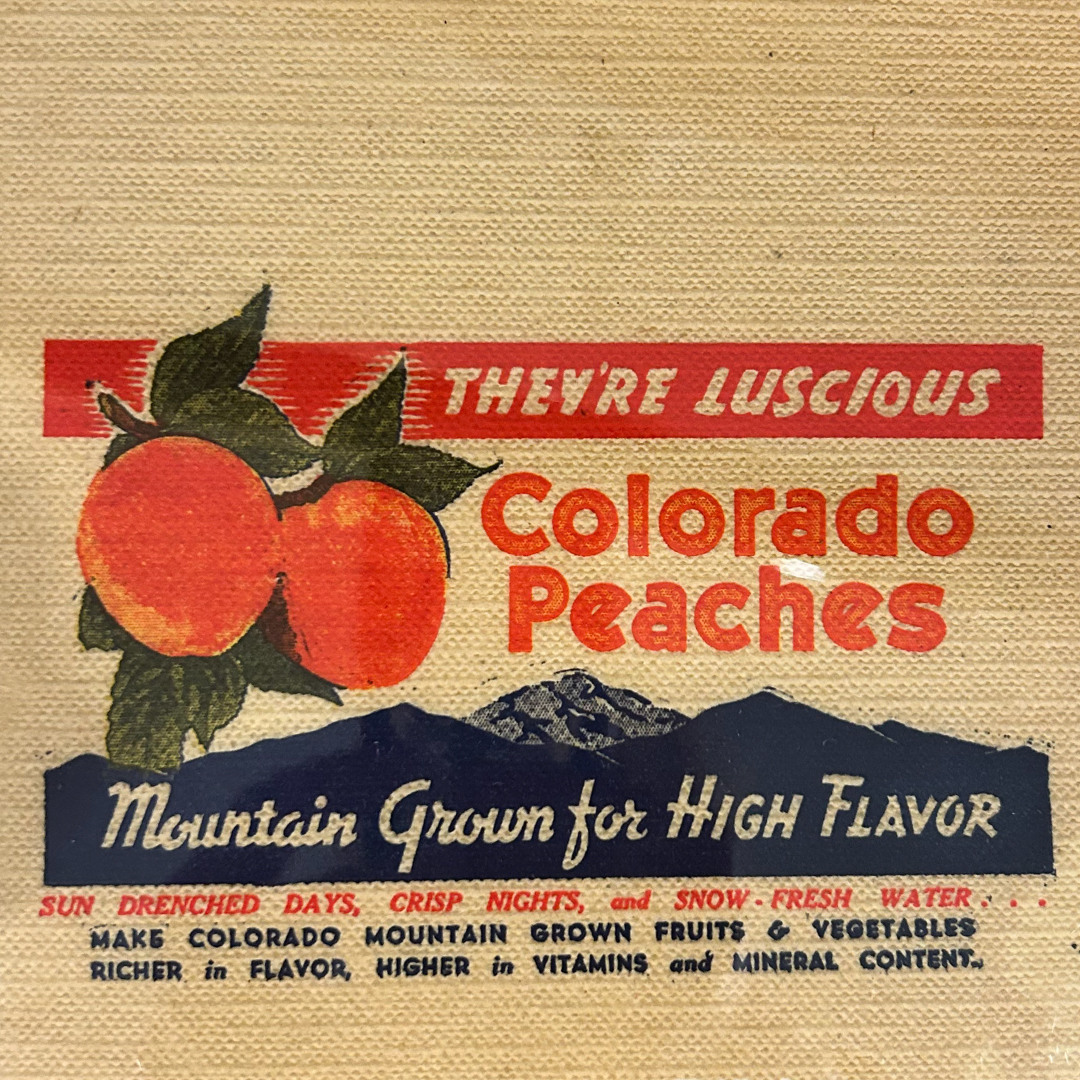 THEY'RE LUSCIOUS
Colorado
Peaches
Mountain Grown for HIGH FLAVOR
SUN DRENCHED DAYS, CRISP NIGHTS, and SNOW-FRESH WATER . . .
MAKE COLORADO MOUNTAIN GROWN FRUITS & VEGETABLES
RICHER in FLAVOR, HIGHER in VITAMINS and MINERAL CONTENT.